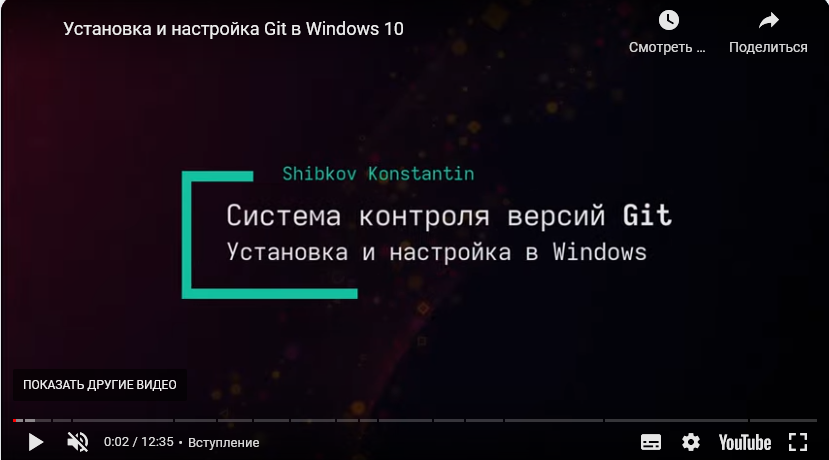 Установка и настройка Git в Windows 10
Смотреть ...
Поделиться
Shibkov Konstantin
Система контроля версий Git
Установка и настройка в Windows
ПОКАЗАТЬ ДРУГИЕ ВИДЕО
0:02 / 12:35 • Вступление
YouTube